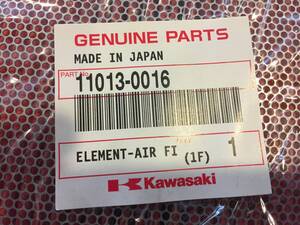 GENUINE PARTS
MADE IN JAPAN
PART No. 11013-0016
ELEMENT-AIR FI (1F) 1
Kawasaki